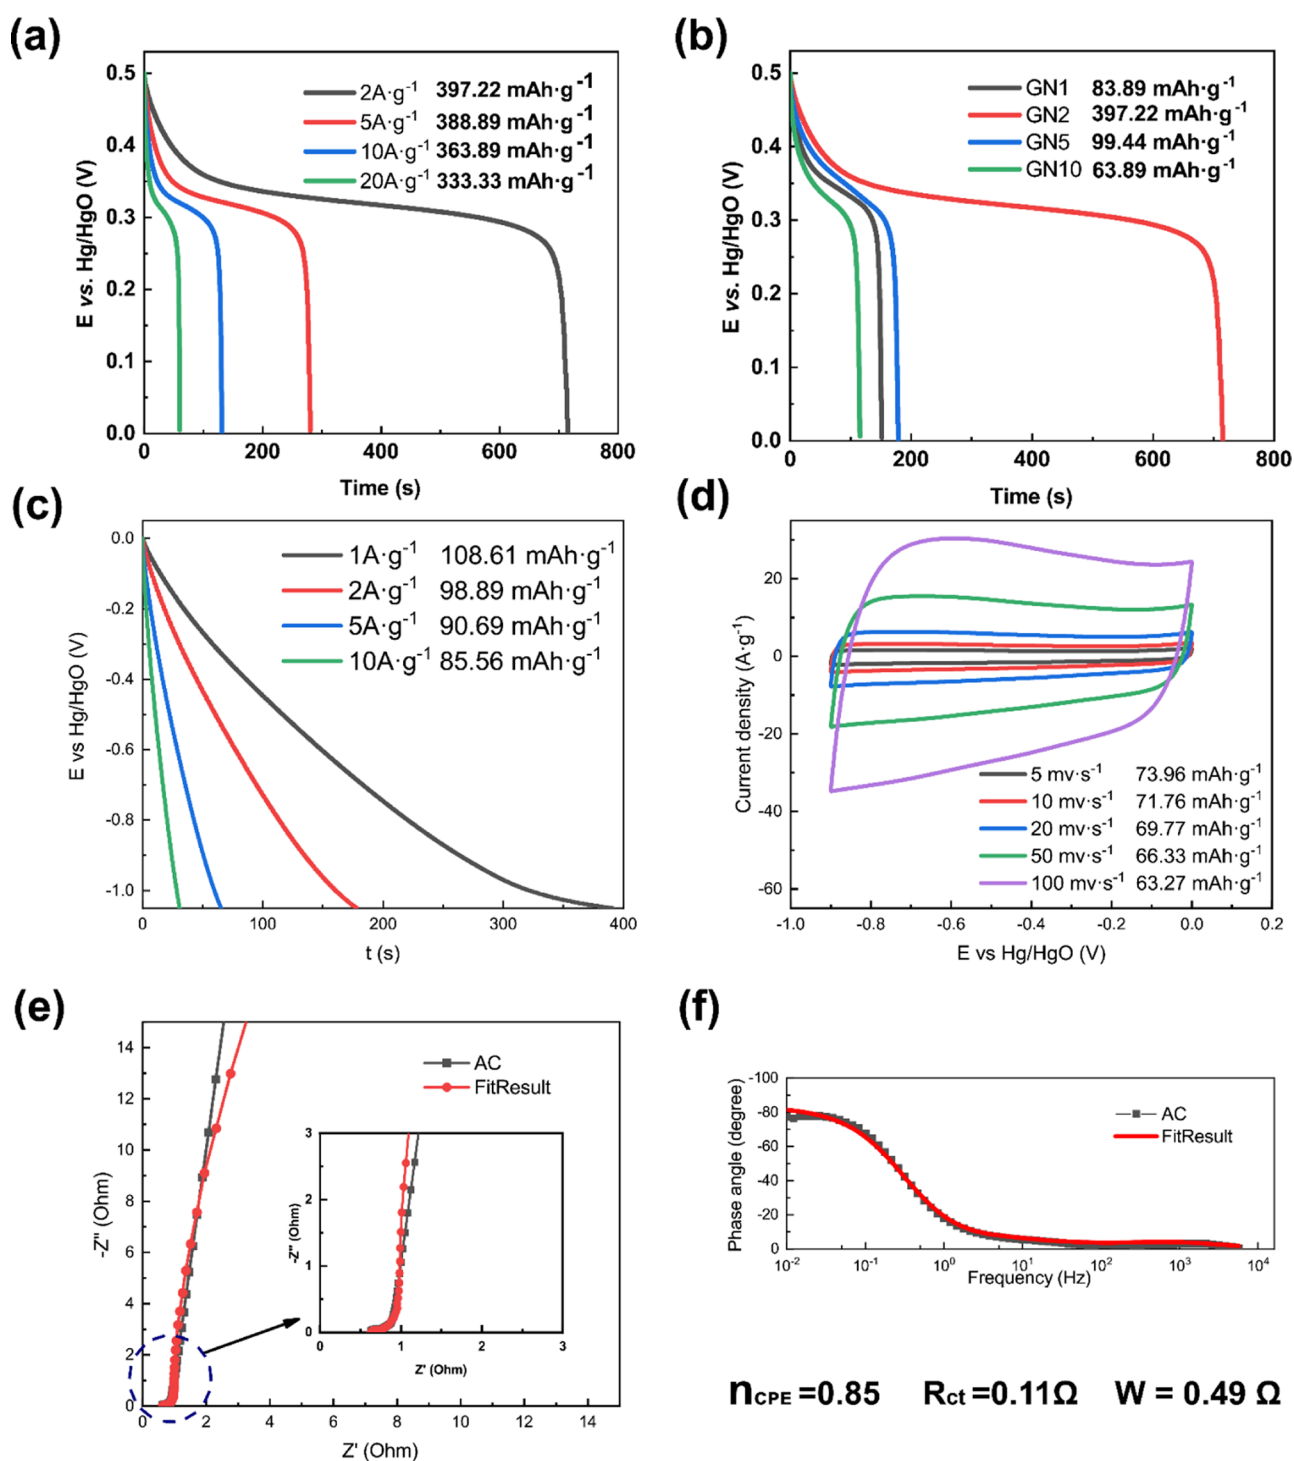 (a)
0.5
0.4
0.3
0.2
0.1
0.0
E vs. Hg/HgO (V)
2A·g⁻¹ 397.22 mAh·g⁻¹
5A·g⁻¹ 388.89 mAh·g⁻¹
10A·g⁻¹ 363.89 mAh·g⁻¹
20A·g⁻¹ 333.33 mAh·g⁻¹
0 200 400 600 800
Time (s)
(b)
0.5
0.4
0.3
0.2
0.1
0.0
E vs. Hg/HgO (V)
GN1 83.89 mAh·g⁻¹
GN2 397.22 mAh·g⁻¹
GN5 99.44 mAh·g⁻¹
GN10 63.89 mAh·g⁻¹
0 200 400 600 800
Time (s)
(c)
0.0
-0.2
-0.4
-0.6
-0.8
-1.0
E vs Hg/HgO (V)
1A·g⁻¹ 108.61 mAh·g⁻¹
2A·g⁻¹ 98.89 mAh·g⁻¹
5A·g⁻¹ 90.69 mAh·g⁻¹
10A·g⁻¹ 85.56 mAh·g⁻¹
0 100 200 300 400
t (s)
(d)
20
0
-20
-40
-60
Current density (A·g⁻¹)
5 mv·s⁻¹ 73.96 mAh·g⁻¹
10 mv·s⁻¹ 71.76 mAh·g⁻¹
20 mv·s⁻¹ 69.77 mAh·g⁻¹
50 mv·s⁻¹ 66.33 mAh·g⁻¹
100 mv·s⁻¹ 63.27 mAh·g⁻¹
-1.0 -0.8 -0.6 -0.4 -0.2 0.0 0.2
E vs Hg/HgO (V)
(e)
14
12
10
8
6
4
2
0
-Z'' (Ohm)
AC
FitResult
3
2
1
0
-Z'' (Ohm)
0 1 2 3
Z' (Ohm)
0 2 4 6 8 10 12 14
Z' (Ohm)
(f)
-100
-80
-60
-40
-20
0
Phase angle (degree)
AC
FitResult
10⁻² 10⁻¹ 10⁰ 10¹ 10² 10³ 10⁴
Frequency (Hz)
nCPE =0.85 Rct =0.11Ω W = 0.49 Ω